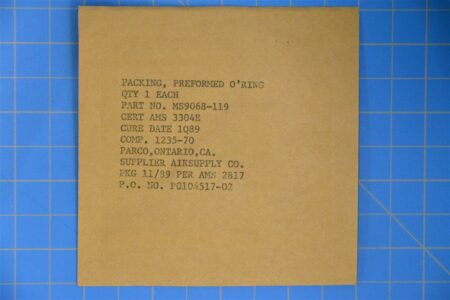 PACKING, PREFORMED O'RING
QTY 1 EACH
PART NO. MS9068-119
CERT AMS 3304E
CURE DATE 1Q89
COMP. 1235-70
PARCO,ONTARIO,CA.
SUPPLIER AIRSUPPLY CO.
PKG 11/89 PER AMS 2817
P.O. NO. P0104517-02